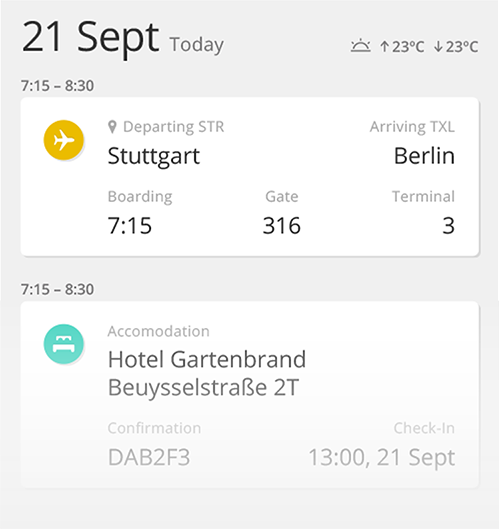 21 Sept Today ↑23°C ↓23°C
7:15 – 8:30
Departing STR Arriving TXL
Stuttgart Berlin
Boarding Gate Terminal
7:15 316 3
7:15 – 8:30
Accomodation
Hotel Gartenbrand
Beuysselstraße 2T
Confirmation Check-In
DAB2F3 13:00, 21 Sept